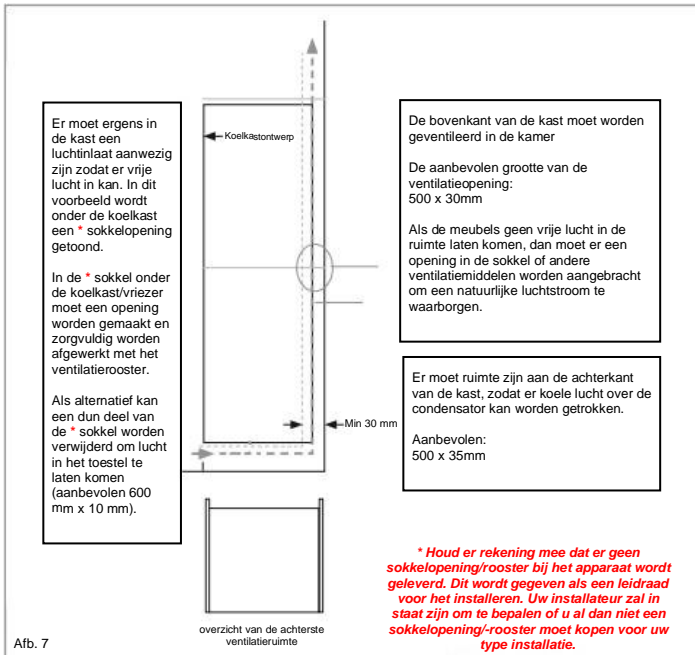 Er moet ergens in
de kast een
luchtinlaat aanwezig
zijn zodat er vrije
lucht in kan. In dit
voorbeeld wordt
onder de koelkast
een * sokkelopening
getoond.
In de * sokkel onder
de koelkast/vriezer
moet een opening
worden gemaakt en
zorgvuldig worden
afgewerkt met het
ventilatierooster.
Als alternatief kan
een dun deel van
de * sokkel worden
verwijderd om lucht
in het toestel te
laten komen
(aanbevolen 600
mm x 10 mm).
Koelkastontwerp
Min 30 mm
De bovenkant van de kast moet worden
geventileerd in de kamer
De aanbevolen grootte van de
ventilatieopening:
500 x 30mm
Als de meubels geen vrije lucht in de
ruimte laten komen, dan moet er een
opening in de sokkel of andere
ventilatiemiddelen worden aangebracht
om een natuurlijke luchtstroom te
waarborgen.
Er moet ruimte zijn aan de achterkant
van de kast, zodat er koele lucht over de
condensator kan worden getrokken.
Aanbevolen:
500 x 35mm
* Houd er rekening mee dat er geen
sokkelopening/rooster bij het apparaat wordt
geleverd. Dit wordt gegeven als een leidraad
voor het installeren. Uw installateur zal in
staat zijn om te bepalen of u al dan niet een
sokkelopening/-rooster moet kopen voor uw
type installatie.
overzicht van de achterste
ventilatieruimte
Afb. 7